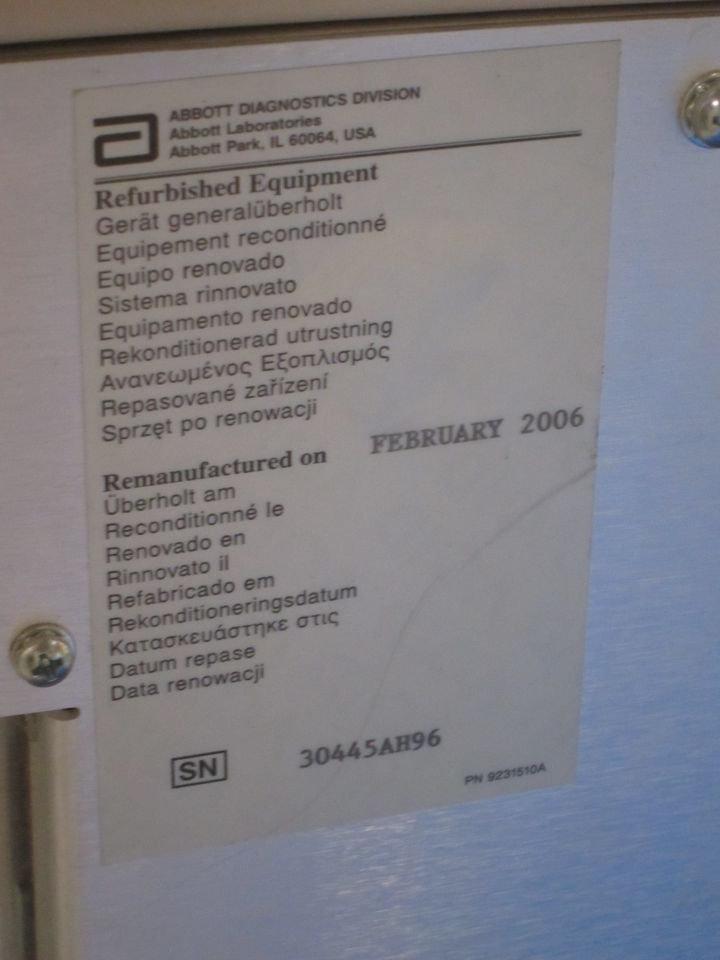 ABBOTT DIAGNOSTICS DIVISION
Abbott Laboratories
Abbott Park, IL 60064, USA
Refurbished Equipment
Gerät generalüberholt
Equipement reconditionné
Equipo renovado
Sistema rinnovato
Equipamento renovado
Rekonditionerad utrustning
Ανανεωμένος Εξοπλισμός
Repasované zařízení
Sprzęt po renowacji
Remanufactured on FEBRUARY 2006
Überholt am
Reconditionné le
Renovado en
Rinnovato il
Refabricado em
Rekonditioneringsdatum
Κατασκευάστηκε στις
Datum repase
Data renowacji
SN 30445AH96
PN 9231510A